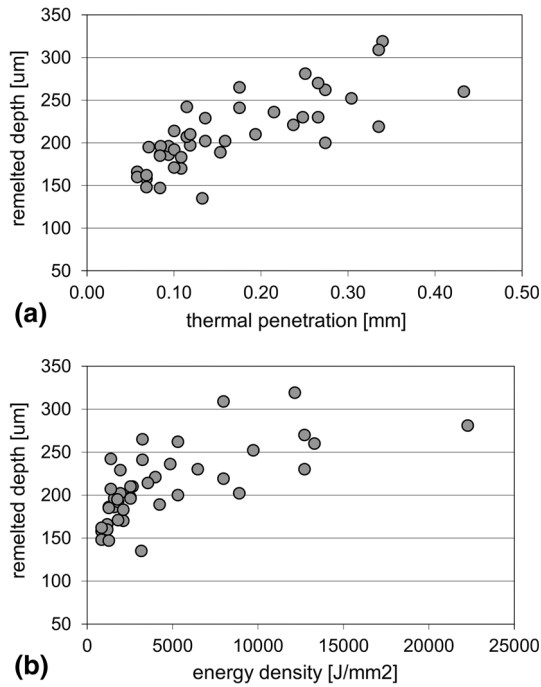 350
300
250
200
150
100
50
remelted depth [um]
0.00 0.10 0.20 0.30 0.40 0.50
thermal penetration [mm]
(a)
350
300
250
200
150
100
50
remelted depth [um]
0 5000 10000 15000 20000 25000
energy density [J/mm2]
(b)